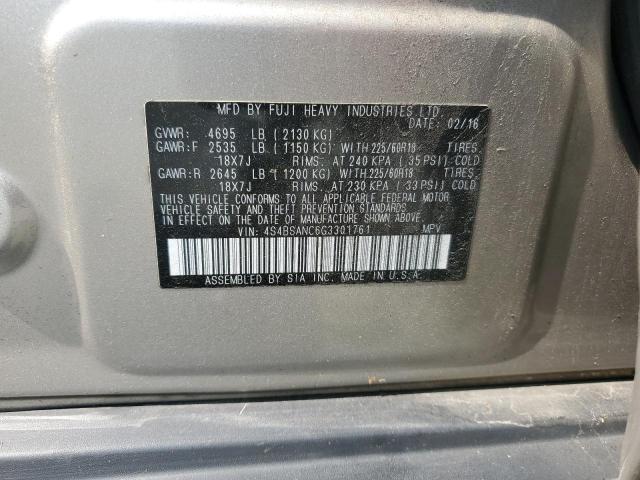 MFD BY FUJI HEAVY INDUSTRIES LTD.
DATE: 02/16
GVWR: 4695 LB ( 2130 KG)
GAWR:F 2535 LB ( 1150 KG) WITH 225/60R18 TIRES,
18X7J RIMS, AT 240 KPA ( 35 PSI) COLD
GAWR:R 2645 LB ( 1200 KG) WITH 225/60R18 TIRES,
18X7J RIMS, AT 230 KPA ( 33 PSI) COLD
THIS VEHICLE CONFORMS TO ALL APPLICABLE FEDERAL MOTOR
VEHICLE SAFETY AND THEFT PREVENTION STANDARDS IN EFFECT ON
THE DATE OF MANUFACTURE SHOWN ABOVE.
VIN: 4S4BSANC6G3301761 MPV
ASSEMBLED BY SIA INC. MADE IN U.S.A.